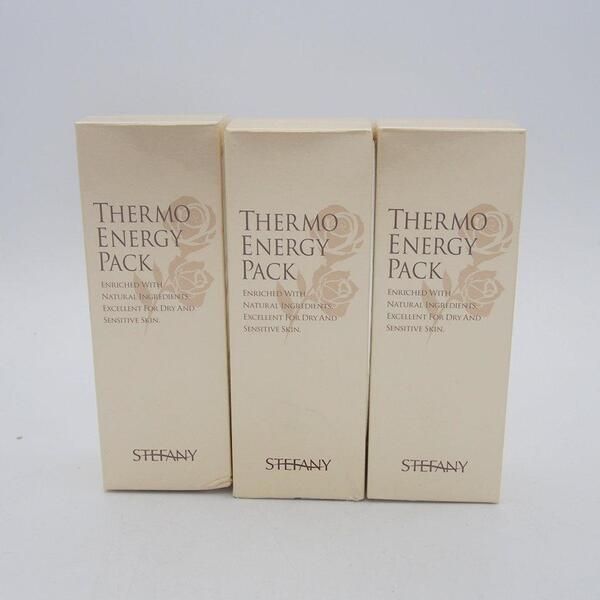 THERMO
ENERGY
PACK
ENRICHED WITH
NATURAL INGREDIENTS.
EXCELLENT FOR DRY AND
SENSITIVE SKIN.
STEFANY
THERMO
ENERGY
PACK
ENRICHED WITH
NATURAL INGREDIENTS.
EXCELLENT FOR DRY AND
SENSITIVE SKIN.
STEFANY
THERMO
ENERGY
PACK
ENRICHED WITH
NATURAL INGREDIENTS.
EXCELLENT FOR DRY AND
SENSITIVE SKIN.
STEFANY